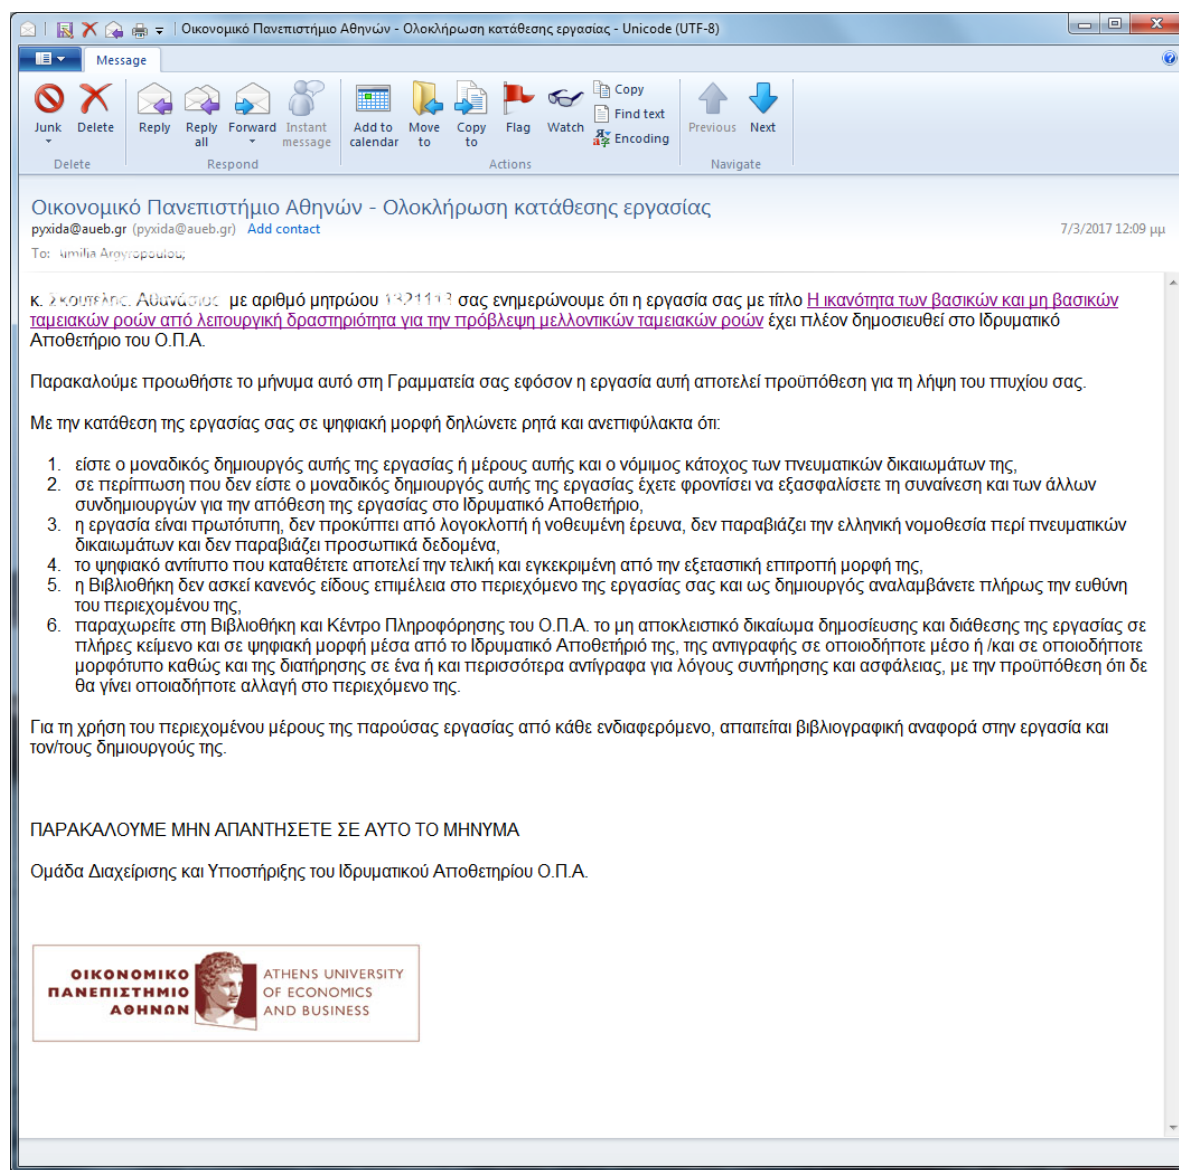 Οικονομικό Πανεπιστήμιο Αθηνών - Ολοκλήρωση κατάθεσης εργασίας - Unicode (UTF-8)
Message
Junk
Delete
Reply
Reply all
Forward
Instant message
Add to calendar
Move to
Copy to
Flag
Watch
Copy
Find text
Encoding
Previous
Next
Delete
Respond
Actions
Navigate
Οικονομικό Πανεπιστήμιο Αθηνών - Ολοκλήρωση κατάθεσης εργασίας
pyxida@aueb.gr (pyxida@aueb.gr) Add contact
7/3/2017 12:09 μμ
To:
κ. με αριθμό μητρώου σας ενημερώνουμε ότι η εργασία σας με τίτλο Η ικανότητα των βασικών και μη βασικών
ταμειακών ροών από λειτουργική δραστηριότητα για την πρόβλεψη μελλοντικών ταμειακών ροών έχει πλέον δημοσιευθεί στο Ιδρυματικό
Αποθετήριο του Ο.Π.Α.
Παρακαλούμε προωθήστε το μήνυμα αυτό στη Γραμματεία σας εφόσον η εργασία αυτή αποτελεί προϋπόθεση για τη λήψη του πτυχίου σας.
Με την κατάθεση της εργασίας σας σε ψηφιακή μορφή δηλώνετε ρητά και ανεπιφύλακτα ότι:
1. είστε ο μοναδικός δημιουργός αυτής της εργασίας ή μέρους αυτής και ο νόμιμος κάτοχος των πνευματικών δικαιωμάτων της,
2. σε περίπτωση που δεν είστε ο μοναδικός δημιουργός αυτής της εργασίας έχετε φροντίσει να εξασφαλίσετε τη συναίνεση και των άλλων
συνδημιουργών για την απόθεση της εργασίας στο Ιδρυματικό Αποθετήριο,
3. η εργασία είναι πρωτότυπη, δεν προκύπτει από λογοκλοπή ή νοθευμένη έρευνα, δεν παραβιάζει την ελληνική νομοθεσία περί πνευματικών
δικαιωμάτων και δεν παραβιάζει προσωπικά δεδομένα,
4. το ψηφιακό αντίτυπο που καταθέτετε αποτελεί την τελική και εγκεκριμένη από την εξεταστική επιτροπή μορφή της,
5. η Βιβλιοθήκη δεν ασκεί κανενός είδους επιμέλεια στο περιεχόμενο της εργασίας σας και ως δημιουργός αναλαμβάνετε πλήρως την ευθύνη
του περιεχομένου της,
6. παραχωρείτε στη Βιβλιοθήκη και Κέντρο Πληροφόρησης του Ο.Π.Α. το μη αποκλειστικό δικαίωμα δημοσίευσης και διάθεσης της εργασίας σε
πλήρες κείμενο και σε ψηφιακή μορφή μέσα από το Ιδρυματικό Αποθετήριό της, της αντιγραφής σε οποιοδήποτε μέσο ή /και σε οποιοδήποτε
μορφότυπο καθώς και της διατήρησης σε ένα ή και περισσότερα αντίγραφα για λόγους συντήρησης και ασφάλειας, με την προϋπόθεση ότι δε
θα γίνει οποιαδήποτε αλλαγή στο περιεχόμενο της.
Για τη χρήση του περιεχομένου μέρους της παρούσας εργασίας από κάθε ενδιαφερόμενο, απαιτείται βιβλιογραφική αναφορά στην εργασία και
τον/τους δημιουργούς της.
ΠΑΡΑΚΑΛΟΥΜΕ ΜΗΝ ΑΠΑΝΤΗΣΕΤΕ ΣΕ ΑΥΤΟ ΤΟ ΜΗΝΥΜΑ
Ομάδα Διαχείρισης και Υποστήριξης του Ιδρυματικού Αποθετηρίου Ο.Π.Α.
ΟΙΚΟΝΟΜΙΚΟ
ΠΑΝΕΠΙΣΤΗΜΙΟ
ΑΘΗΝΩΝ
ATHENS UNIVERSITY
OF ECONOMICS
AND BUSINESS